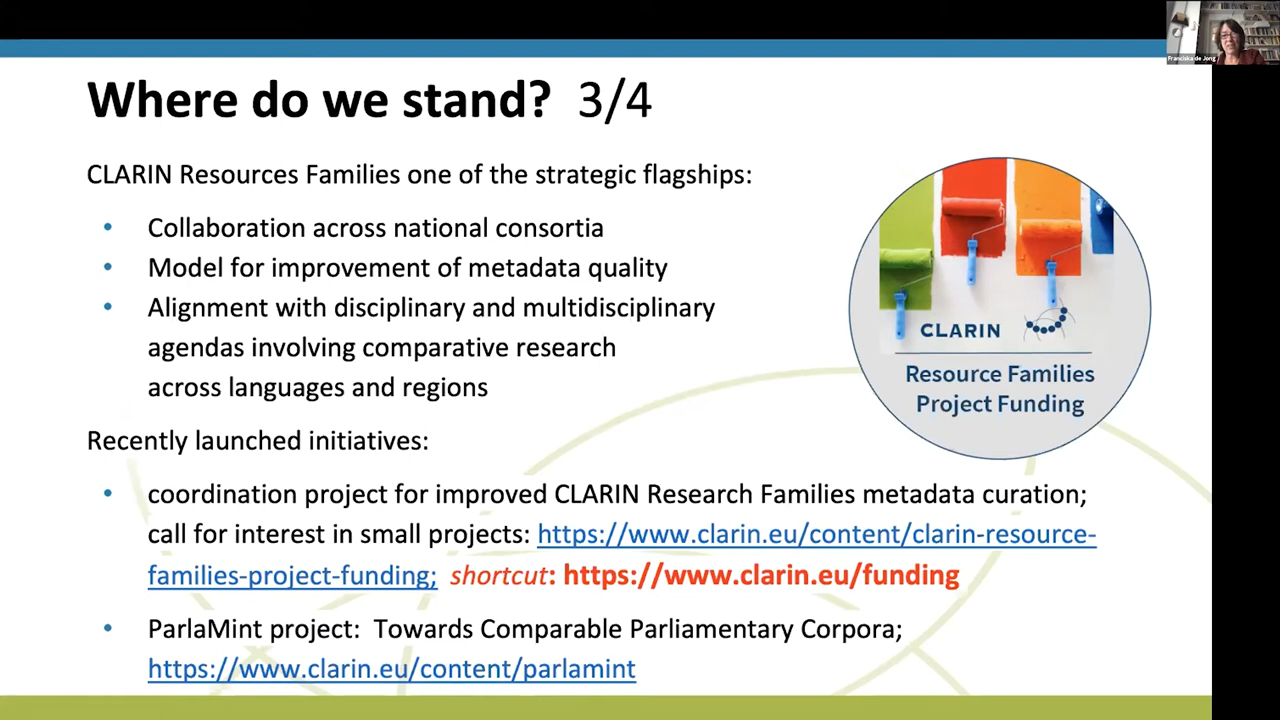 Franciska de Jong
Where do we stand? 3/4
CLARIN Resources Families one of the strategic flagships:
• Collaboration across national consortia
• Model for improvement of metadata quality
• Alignment with disciplinary and multidisciplinary
agendas involving comparative research
across languages and regions
CLARIN
Resource Families
Project Funding
Recently launched initiatives:
• coordination project for improved CLARIN Research Families metadata curation;
call for interest in small projects: https://www.clarin.eu/content/clarin-resource-
families-project-funding; shortcut: https://www.clarin.eu/funding
• ParlaMint project: Towards Comparable Parliamentary Corpora;
https://www.clarin.eu/content/parlamint